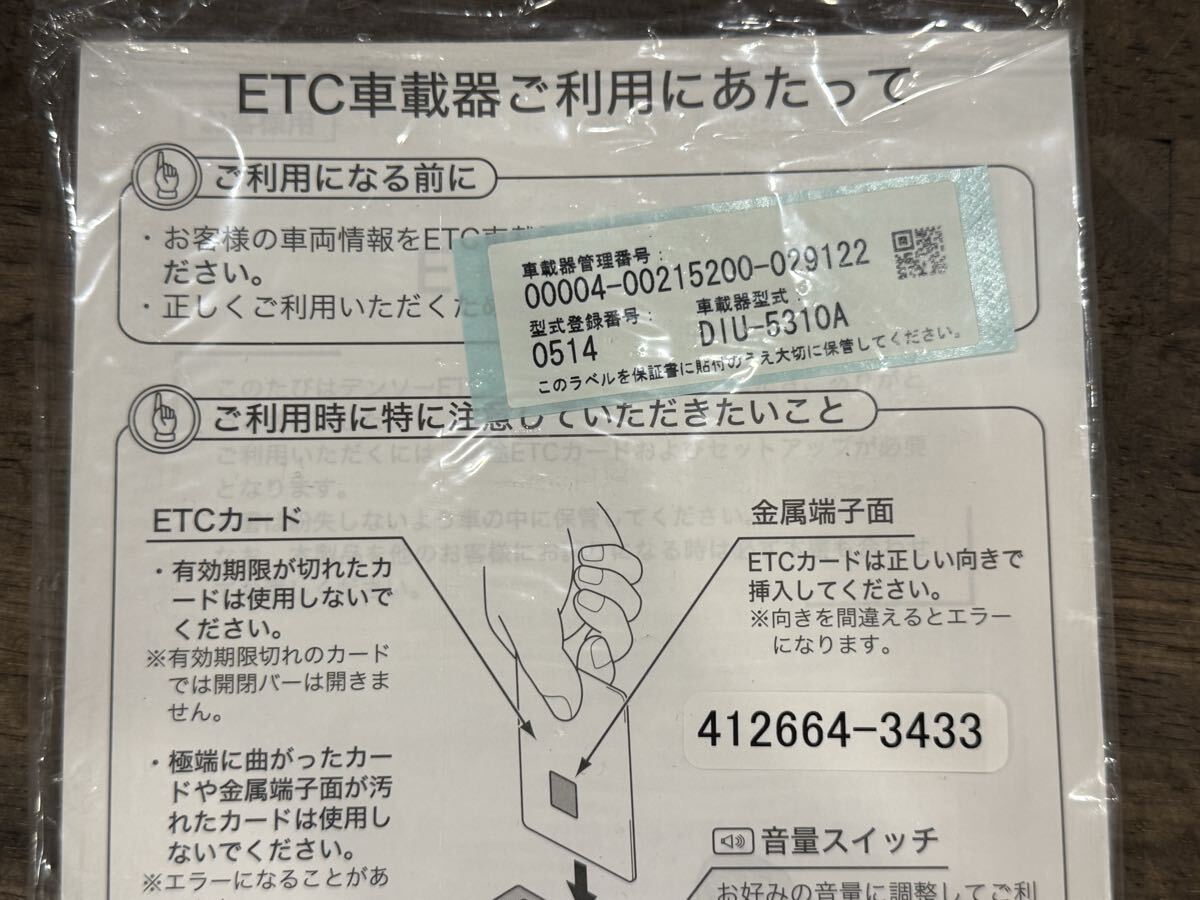 ETC車載器ご利用にあたって
ご利用になる前に
・お客様の車両情報をETC車載
ださい。
・正しくご利用いただくため
車載器管理番号:
00004-00215200-029122
型式登録番号:
車載器型式:
0514
DIU-5310A
このラベルを保証書に貼付のうえ大切に保管してください。
ご利用時に特に注意していただきたいこと
ETCカード
・有効期限が切れたカ
ードは使用しないで
ください。
※有効期限切れのカード
では開閉バーは開きま
せん。
・極端に曲がったカー
ドや金属端子面が汚
れたカードは使用し
ないでください。
※エラーになることがあ
金属端子面
ETCカードは正しい向きで
挿入してください。
※向きを間違えるとエラー
になります。
412664-3433
音量スイッチ
お好みの音量に調整してご利